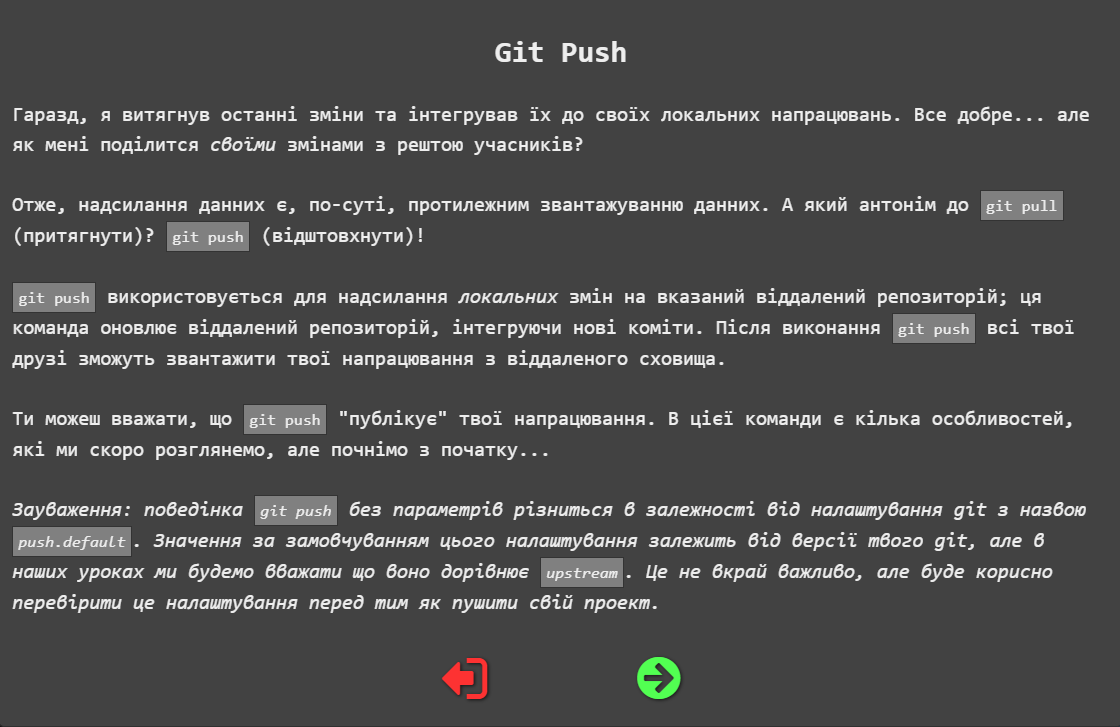 Git Push
Гаразд, я витягнув останні зміни та інтегрував їх до своїх локальних напрацювань. Все добре... але
як мені поділится своїми змінами з рештою учасників?
Отже, надсилання данних є, по-суті, протилежним звантажуванню данних. А який антонім до git pull
(притягнути)? git push (відштовхнути)!
git push використовується для надсилання локальних змін на вказаний віддалений репозиторій; ця
команда оновлює віддалений репозиторій, інтегруючи нові коміти. Після виконання git push всі твої
друзі зможуть звантажити твої напрацювання з віддаленого сховища.
Ти можеш вважати, що git push "публікує" твої напрацювання. В цієї команди є кілька особливостей,
які ми скоро розглянемо, але почнімо з початку...
Зауваження: поведінка git push без параметрів різниться в залежності від налаштування git з назвою
push.default. Значення за замовчуванням цього налаштування залежить від версії твого git, але в
наших уроках ми будемо вважати що воно дорівнює upstream. Це не вкрай важливо, але буде корисно
перевірити це налаштування перед тим як пушити свій проект.